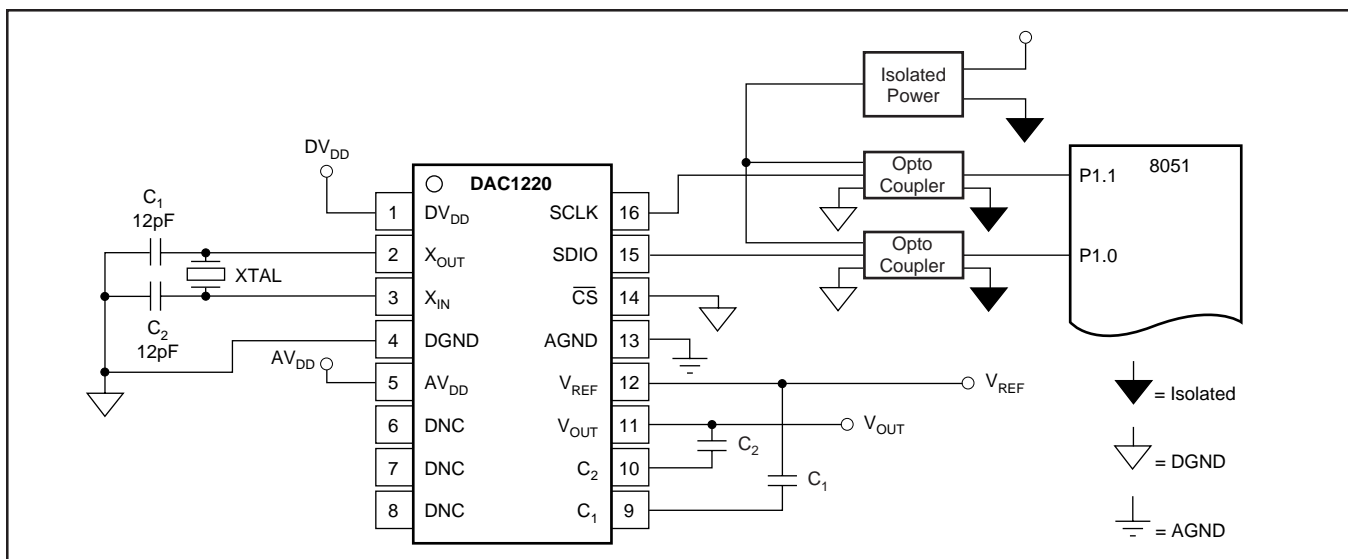 Isolated
Power
DV_DD
Opto
Coupler
8051
P1.1
DAC1220
C_1
12pF
1 DV_DD SCLK 16
2 X_OUT SDIO 15
Opto
Coupler
P1.0
XTAL
3 X_IN C̅S̅ 14
C_2
12pF
4 DGND AGND 13
AV_DD
5 AV_DD V_REF 12
V_REF
= Isolated
6 DNC V_OUT 11
V_OUT
C_2
7 DNC C_2 10
= DGND
C_1
8 DNC C_1 9
= AGND